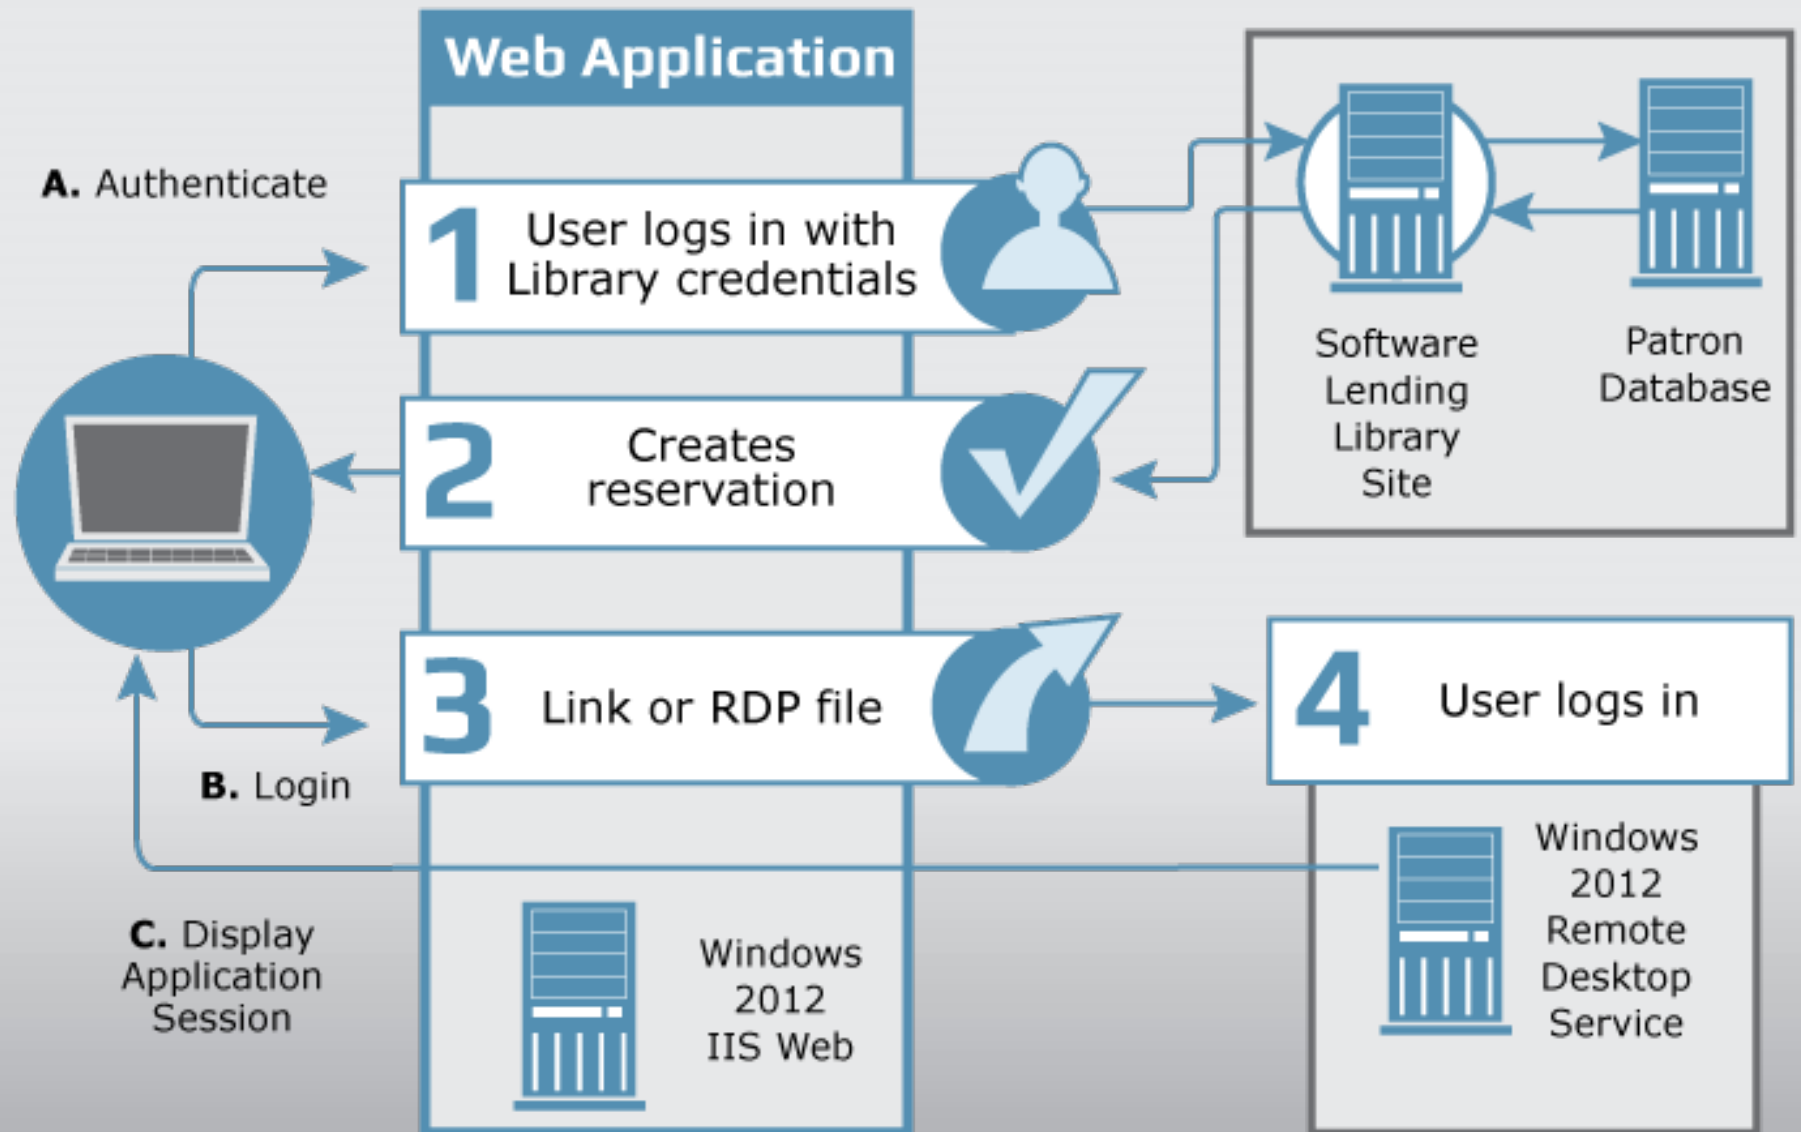 Web Application
A. Authenticate
1
User logs in with
Library credentials
Software
Lending
Library
Site
Patron
Database
2
Creates
reservation
3
Link or RDP file
4
User logs in
B. Login
C. Display
Application
Session
Windows
2012
IIS Web
Windows
2012
Remote
Desktop
Service